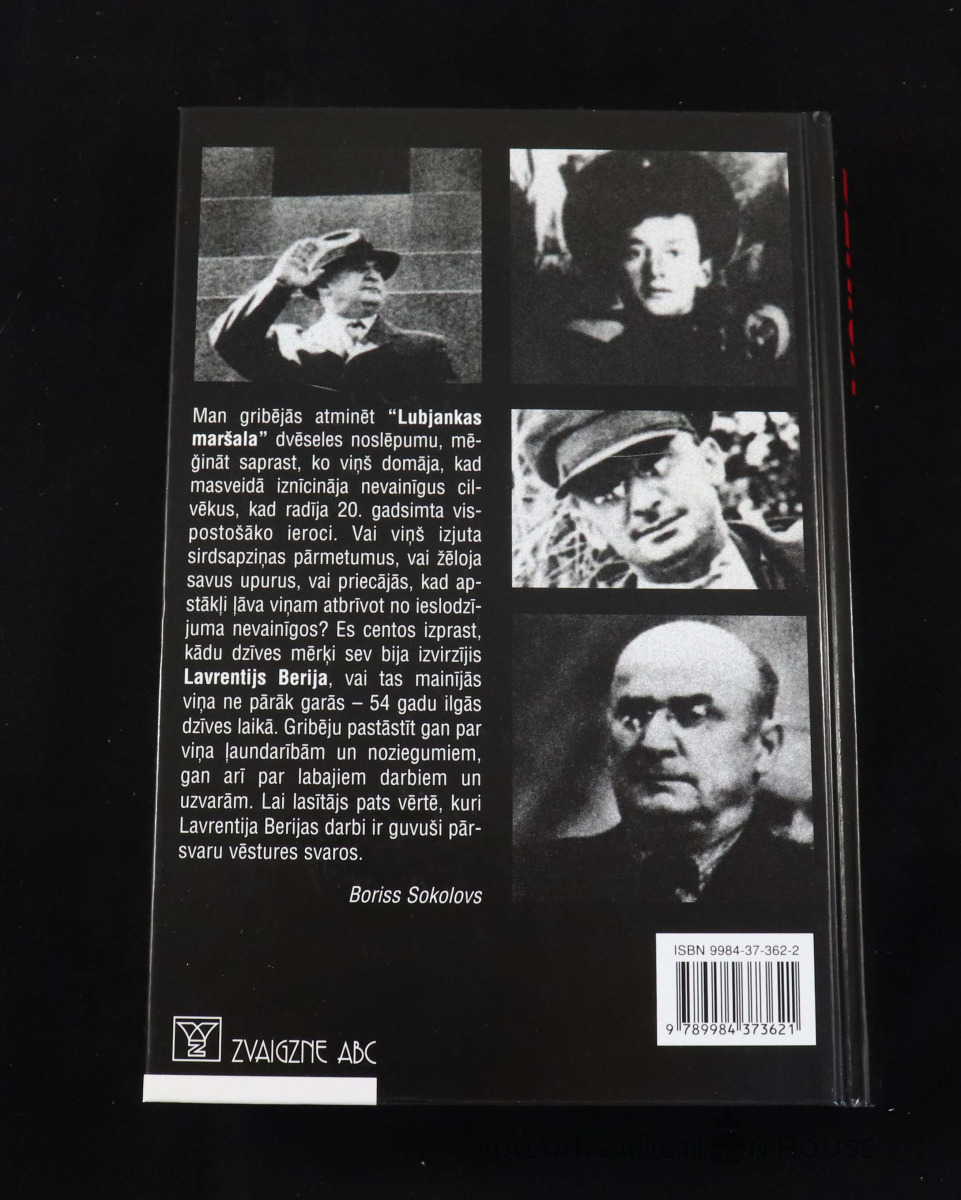 Man gribējās atminēt “Lubjankas
maršala” dvēseles noslēpumu, mē-
ģināt saprast, ko viņš domāja, kad
masveidā iznīcināja nevainīgus cil-
vēkus, kad radīja 20. gadsimta vis-
postošāko ieroci. Vai viņš izjuta
sirdsapziņas pārmetumus, vai žēloja
savus upurus, vai priecājās, kad ap-
stākļi ļāva viņam atbrīvot no ieslodzī-
juma nevainīgos? Es centos izprast,
kādu dzīves mērķi sev bija izvirzījis
Lavrentijs Berija, vai tas mainījās
viņa ne pārāk garās – 54 gadu ilgās
dzīves laikā. Gribēju pastāstīt gan par
viņa ļaundarībām un noziegumiem,
gan arī par labajiem darbiem un
uzvarām. Lai lasītājs pats vērtē, kuri
Lavrentija Berijas darbi ir guvuši pār-
svaru vēstures svaros.
Boriss Sokolovs
ISBN 9984-37-362-2
9 789984 373621
ZVAIGZNE ABC
BALTARS AUCTION HOUSE